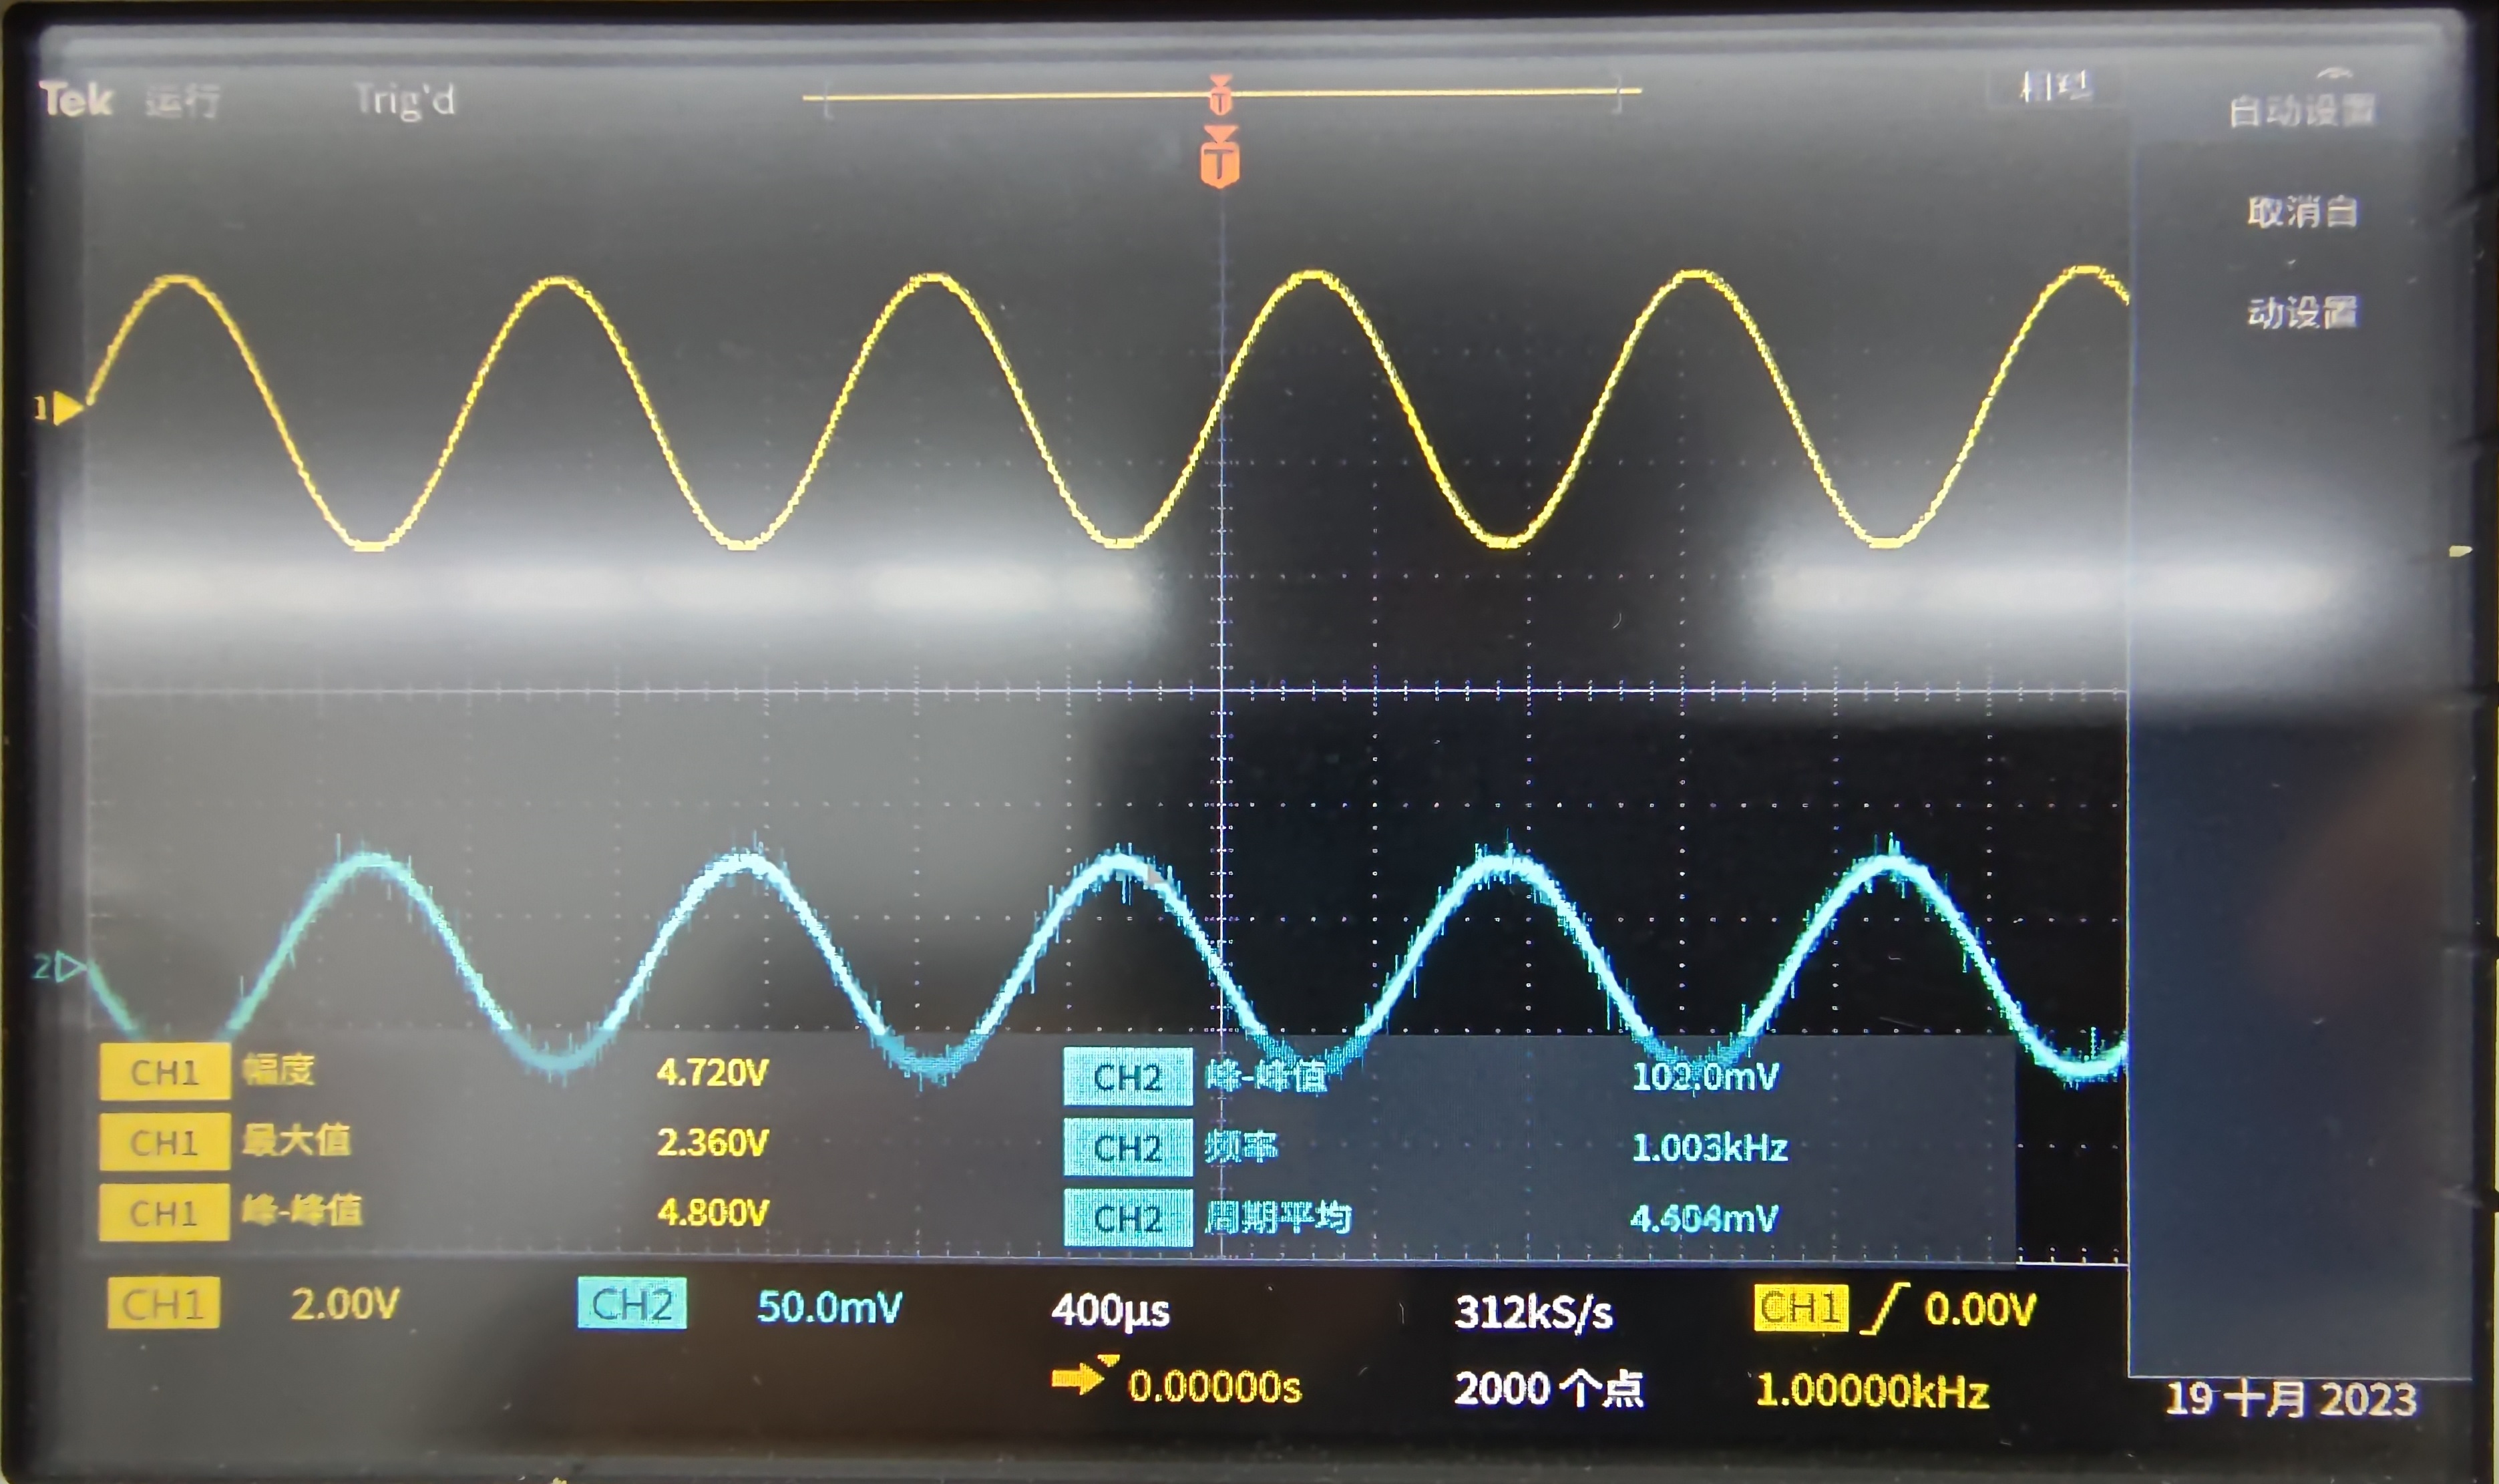 Tek 运行 Trig'd
自动设置
T
T
取消自
动设置
1
2
CH1 幅度 4.720V CH2 峰-峰值 102.0mV
CH1 最大值 2.360V CH2 频率 1.003kHz
CH1 峰-峰值 4.800V CH2 周期平均
CH1 2.00V CH2 50.0mV 400µs 312kS/s CH1 0.00V
0.00000s 2000 个点 1.00000kHz
19 十月 2023